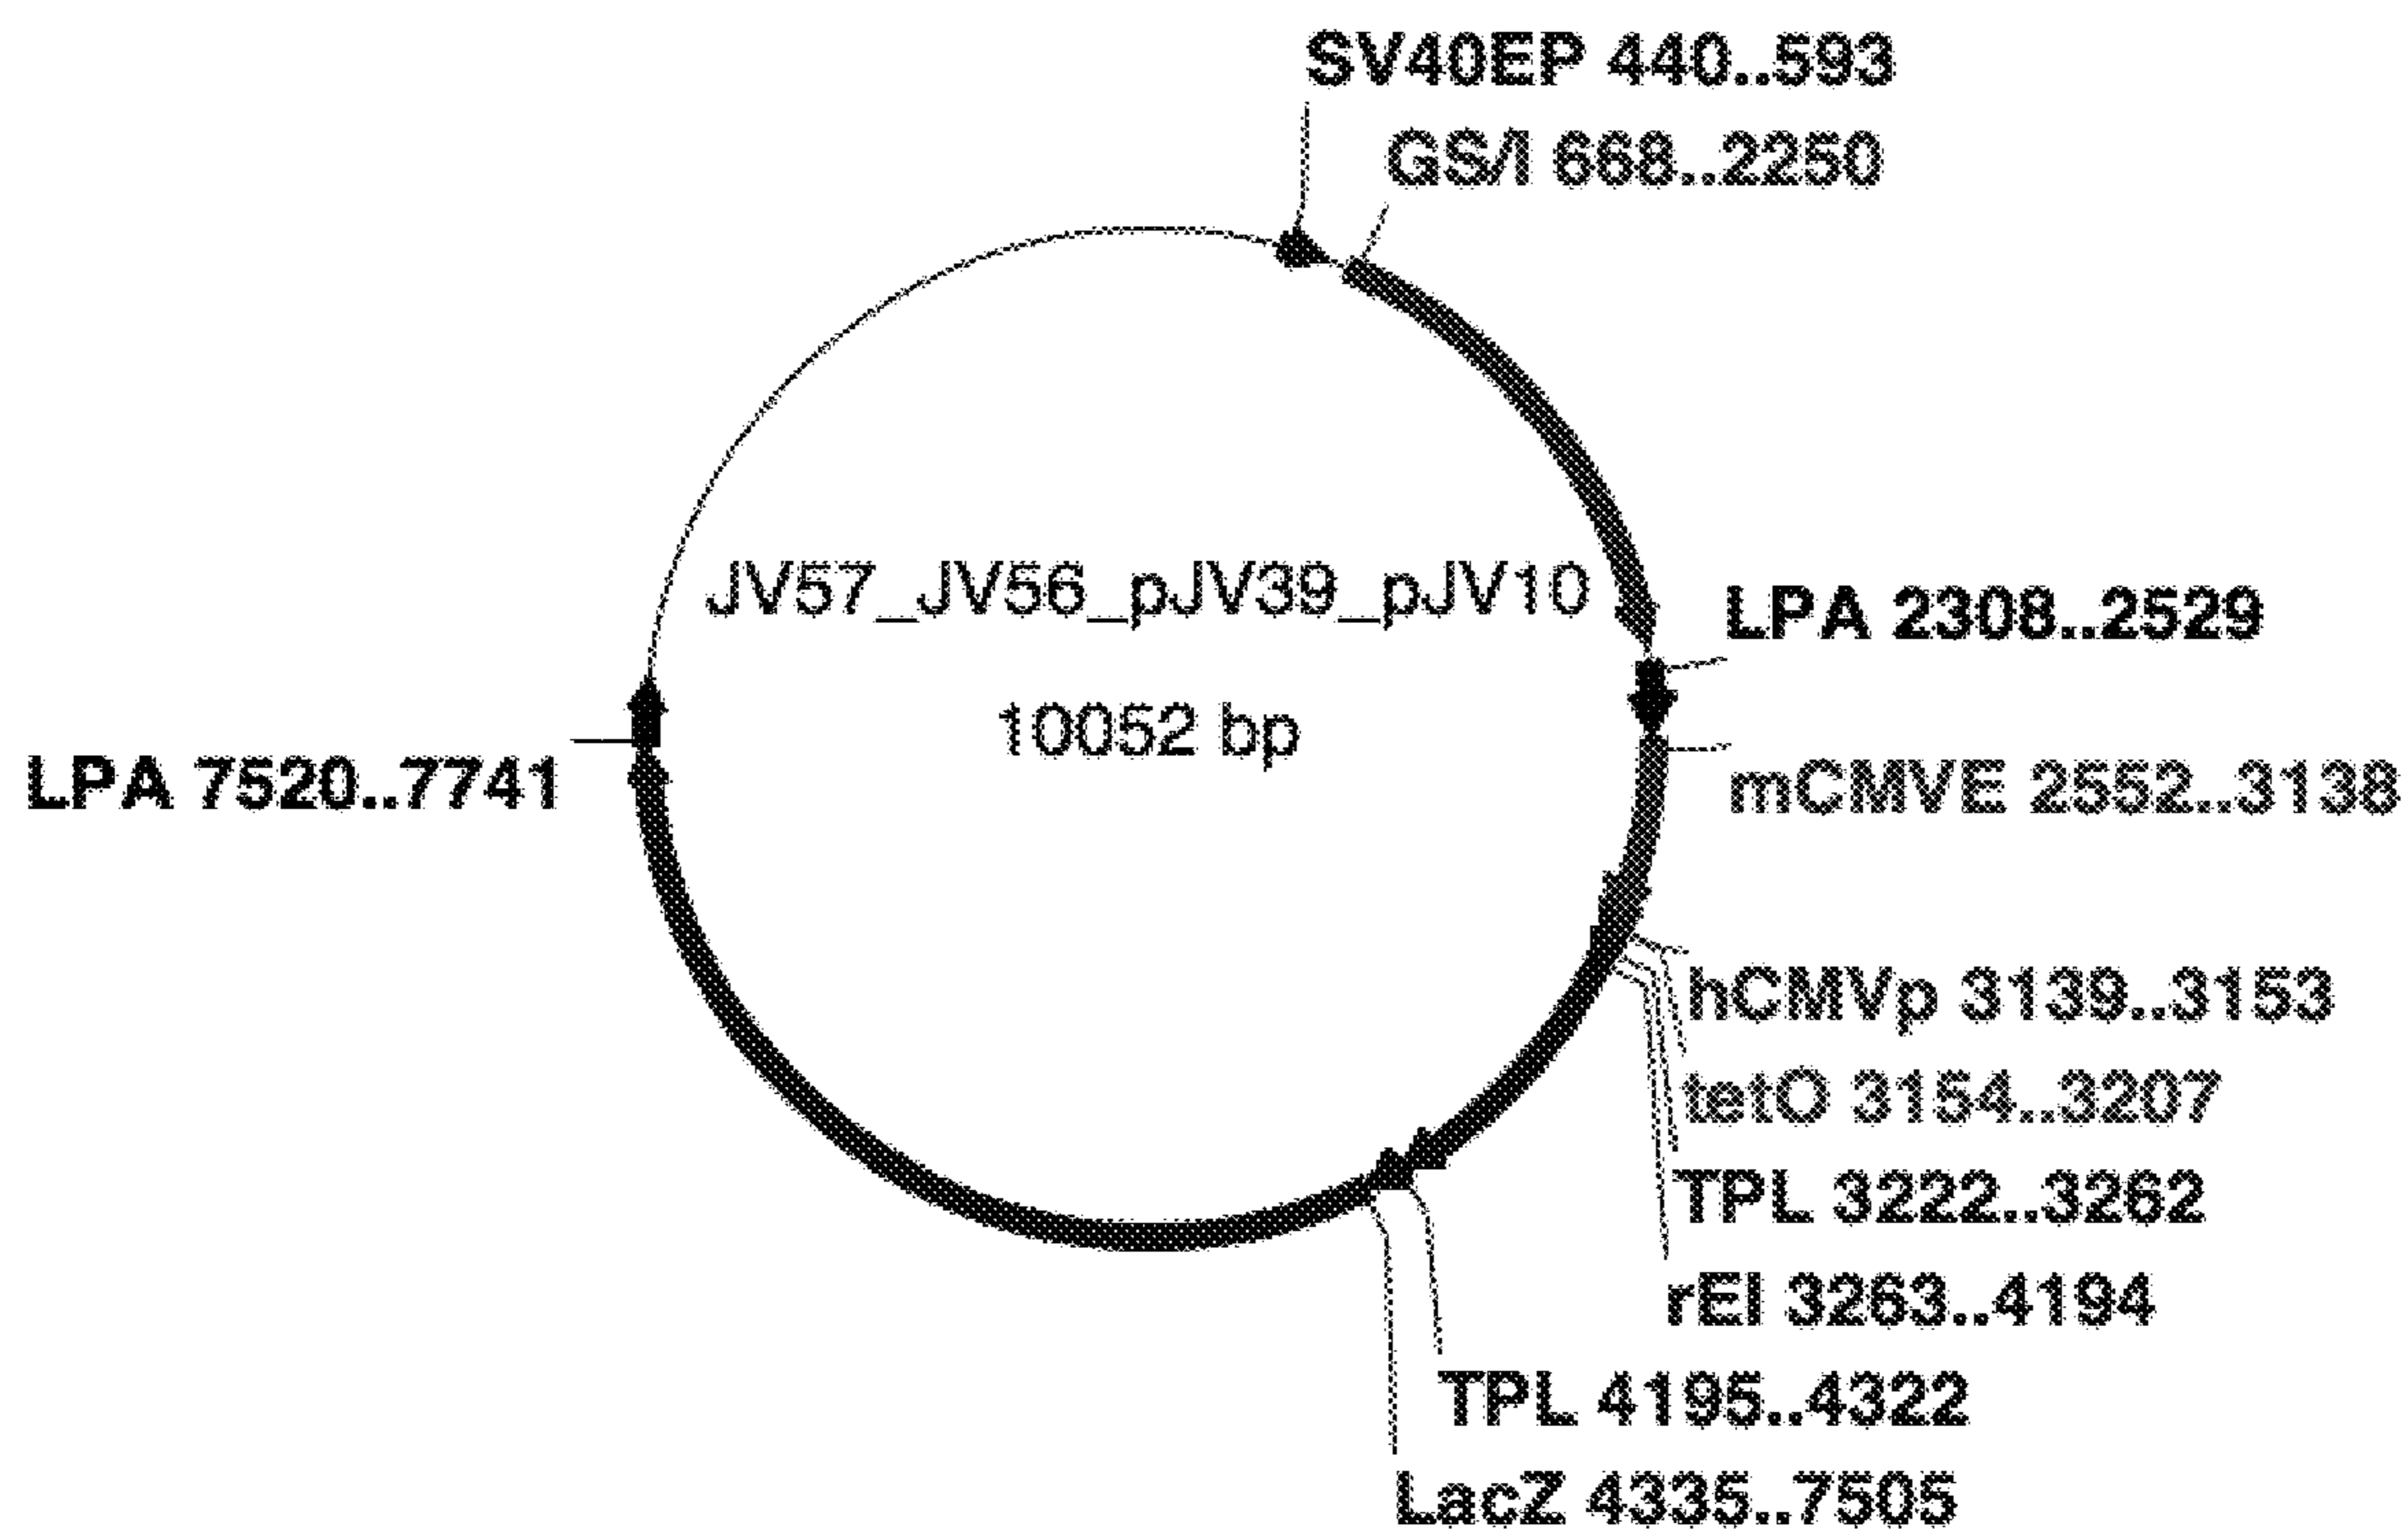 SV40EP 440..593
GS/I 668..2250
JV57_JV56_pJV39_pJV10
10052 bp
LPA 2308..2529
mCMVE 2552..3138
LPA 7520..7741
hCMVp 3139..3153
tetO 3154..3207
TPL 3222..3262
rEI 3263..4194
TPL 4195..4322
LacZ 4335..7505